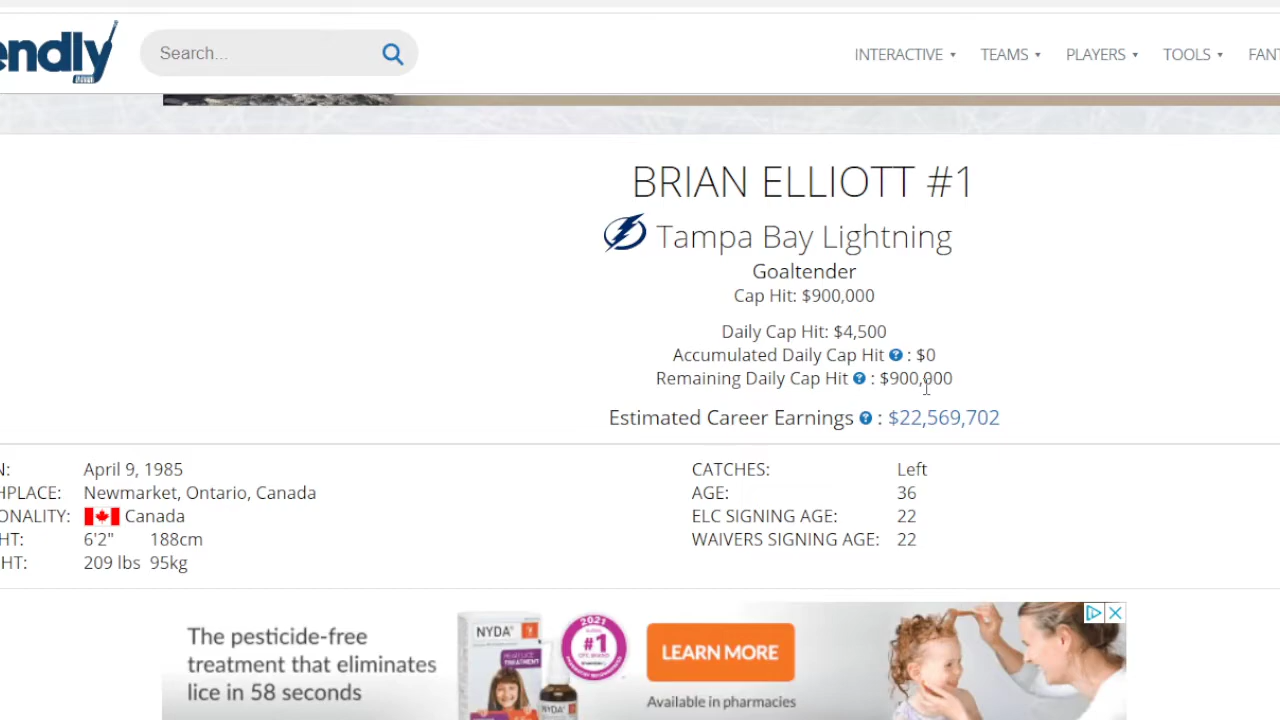 endly
Search...
INTERACTIVE TEAMS PLAYERS TOOLS FANT
BRIAN ELLIOTT #1
Tampa Bay Lightning
Goaltender
Cap Hit: $900,000
Daily Cap Hit: $4,500
Accumulated Daily Cap Hit ? : $0
Remaining Daily Cap Hit ? : $900,000
Estimated Career Earnings ? : $22,569,702
N: April 9, 1985 CATCHES: Left
HPLACE: Newmarket, Ontario, Canada AGE: 36
ONALITY: Canada ELC SIGNING AGE: 22
HT: 6'2" 188cm WAIVERS SIGNING AGE: 22
HT: 209 lbs 95kg
The pesticide-free
treatment that eliminates
lice in 58 seconds
NYDA
TREATMENT
2021
#1
NYDA
LEARN MORE
Available in pharmacies